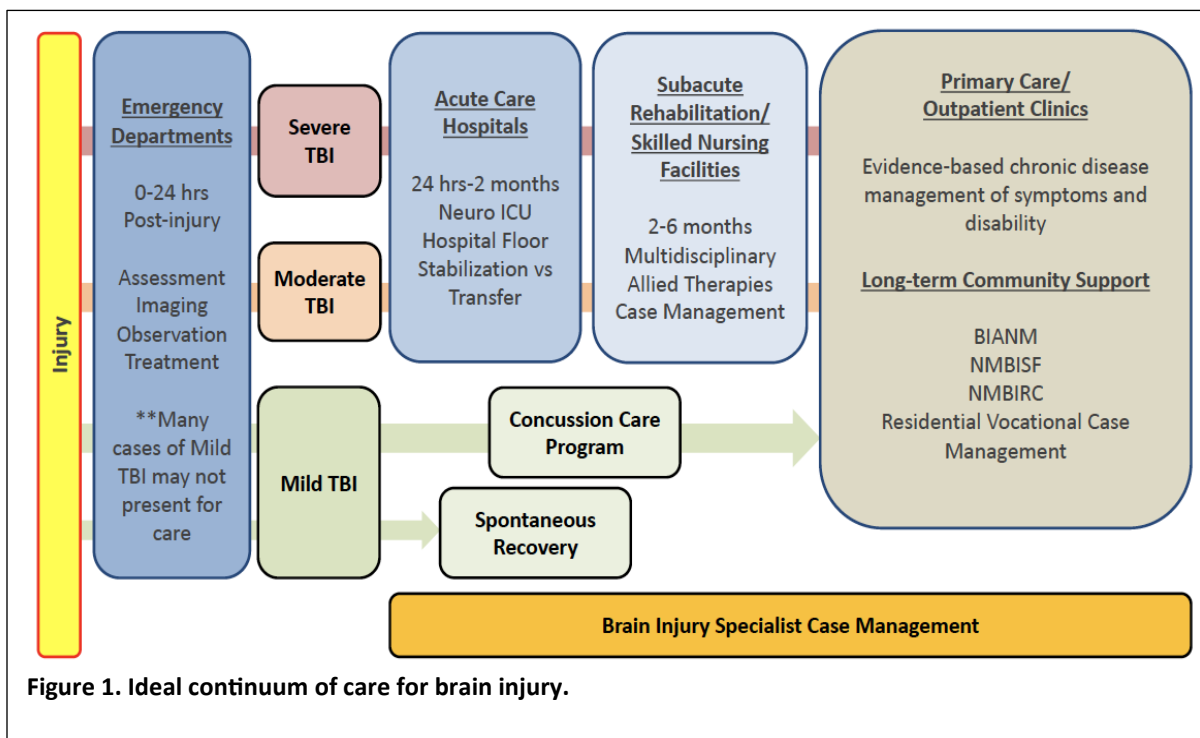 Injury
Emergency
Departments
0-24 hrs
Post-injury
Assessment
Imaging
Observation
Treatment
**Many
cases of Mild
TBI may not
present for
care
Severe
TBI
Moderate
TBI
Mild TBI
Acute Care
Hospitals
24 hrs-2 months
Neuro ICU
Hospital Floor
Stabilization vs
Transfer
Subacute
Rehabilitation/
Skilled Nursing
Facilities
2-6 months
Multidisciplinary
Allied Therapies
Case Management
Concussion Care
Program
Spontaneous
Recovery
Primary Care/
Outpatient Clinics
Evidence-based chronic disease
management of symptoms and
disability
Long-term Community Support
BIANM
NMBISF
NMBIRC
Residential Vocational Case
Management
Brain Injury Specialist Case Management
Figure 1. Ideal continuum of care for brain injury.